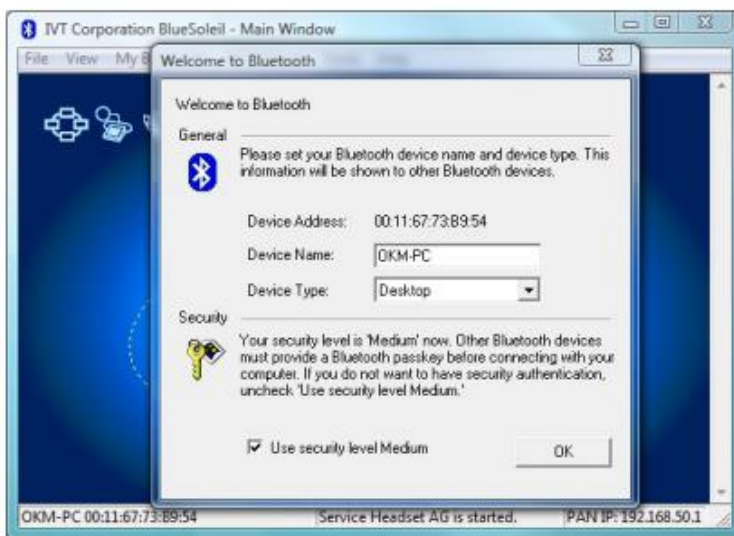 IVT Corporation BlueSoleil - Main Window
File View My B
Welcome to Bluetooth
Welcome to Bluetooth
General
Please set your Bluetooth device name and device type. This
information will be shown to other Bluetooth devices.
Device Address: 00:11:67:73:B9:54
Device Name: OKM-PC
Device Type: Desktop
Security
Your security level is 'Medium' now. Other Bluetooth devices
must provide a Bluetooth passkey before connecting with your
computer. If you do not want to have security authentication,
uncheck 'Use security level Medium.'
Use security level Medium
OK
OKM-PC 00:11:67:73:B9:54 Service Headset AG is started. PAN IP: 192.168.50.1